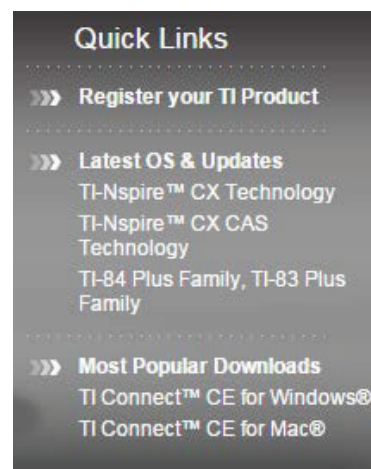 Quick Links
Register your TI Product
Latest OS & Updates
TI-Nspire™ CX Technology
TI-Nspire™ CX CAS
Technology
TI-84 Plus Family, TI-83 Plus
Family
Most Popular Downloads
TI Connect™ CE for Windows®
TI Connect™ CE for Mac®